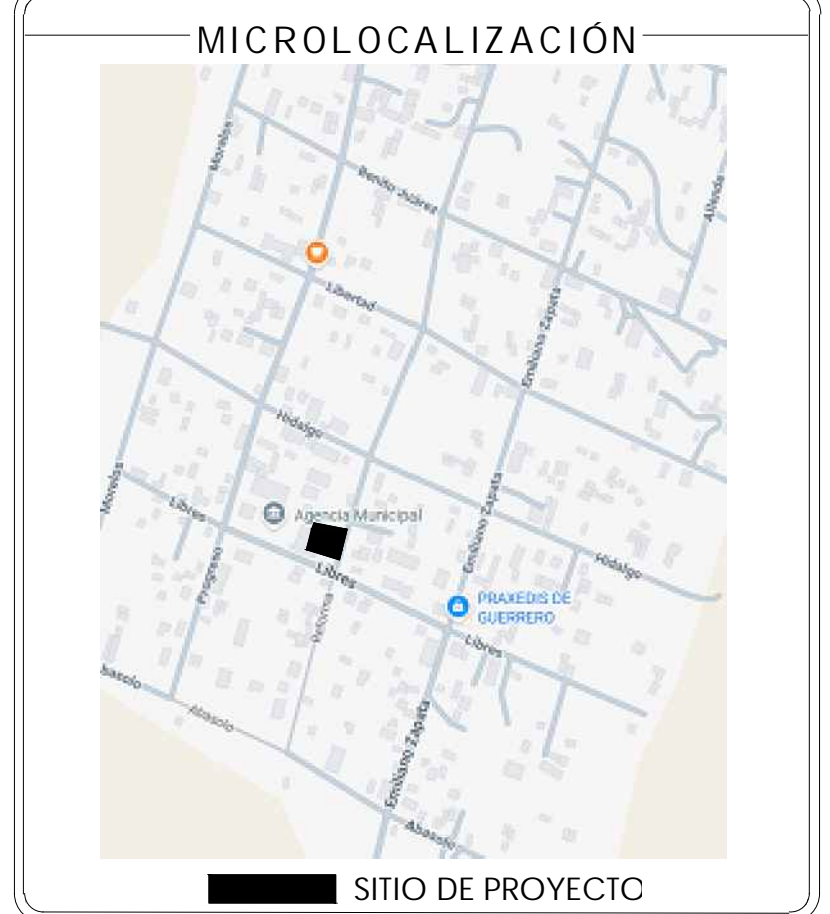 MICROLOCALIZACIÓN
Morelos
Benito Juárez
Allende
Libertad
Emiliano Zapata
Hidalgo
Morelos
Libres
Agencia Municipal
Emiliano Zapata
Hidalgo
Progreso
Libres
Reforma
PRAXEDIS DE
GUERRERO
Libres
basolo
Abasolo
Emiliano Zapata
Abasolo
SITIO DE PROYECTO